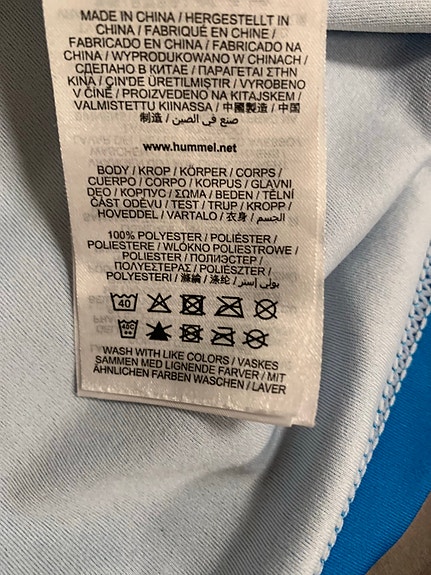 MADE IN CHINA / HERGESTELLT IN
CHINA / FABRIQUÉ EN CHINE /
FABRICADO EN CHINA / FABRICADO NA
CHINA / WYPRODUKOWANO W CHINACH /
СДЕЛАНО В КИТАЕ / ΠΑΡΑΓΕΤΑΙ ΣΤΗΝ
KINA / ÇIN'DE ÜRETILMISTIR / VYROBENO
V ČÍNĚ / PROIZVEDENO NA KITAJSKEM /
VALMISTETTU KIINASSA / 中國製造 / 中国
制造 / صنع في الصين
www.hummel.net
BODY / KROP / KÖRPER / CORPS /
CUERPO / CORPO / KORPUS / GLAVNI
DEO / КОРПУС / ΣΩΜΑ / BEDEN / TĚLNÍ
ČÁST ODĚVU / TEST / TRUP / KROPP /
HOVEDDEL / VARTALO / 衣身 / الجسم
100% POLYESTER / POLIÉSTER /
POLIESTERE / WLOKNO POLIESTROWE /
POLIESTER / ПОЛИЭСТЕР /
ΠΟΛΥΕΣΤΕΡΑΣ / POLIESZTER /
POLYESTERI / 滌綸 / 涤纶 / بولي إستر
40
40C
WASH WITH LIKE COLORS / VASKES
SAMMEN MED LIGNENDE FARVER / MIT
ÄHNLICHEN FARBEN WASCHEN / LAVER